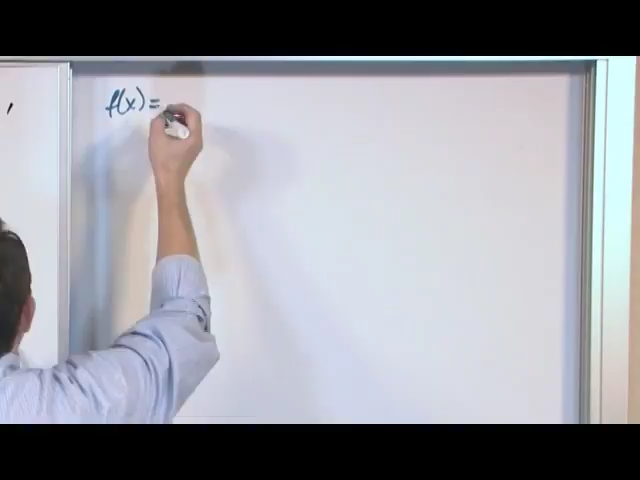 f(x) =